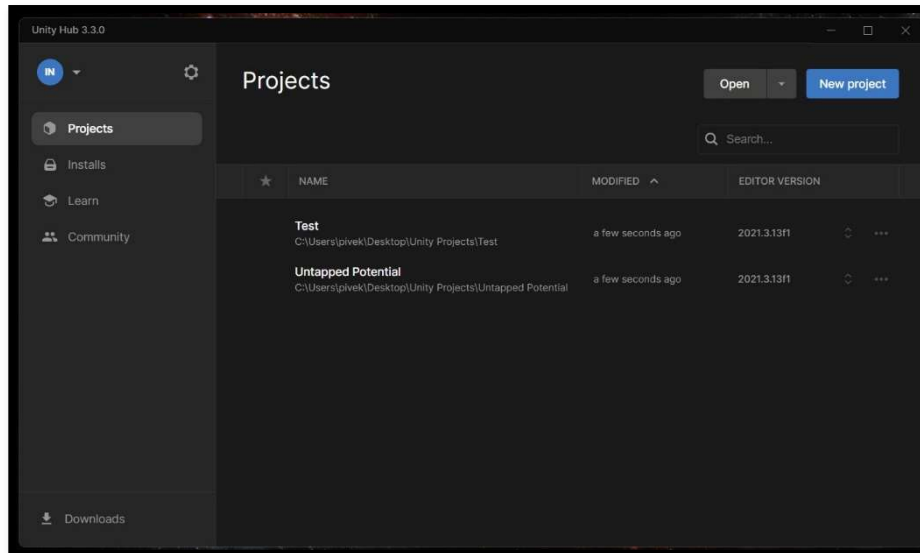 Unity Hub 3.3.0
IN
Projects
Open
New project
Projects
Search...
Installs
NAME
MODIFIED
EDITOR VERSION
Learn
Community
Test
a few seconds ago
2021.3.13f1
C:\Users\pivek\Desktop\Unity Projects\Test
Untapped Potential
a few seconds ago
2021.3.13f1
C:\Users\pivek\Desktop\Unity Projects\Untapped Potential
Downloads